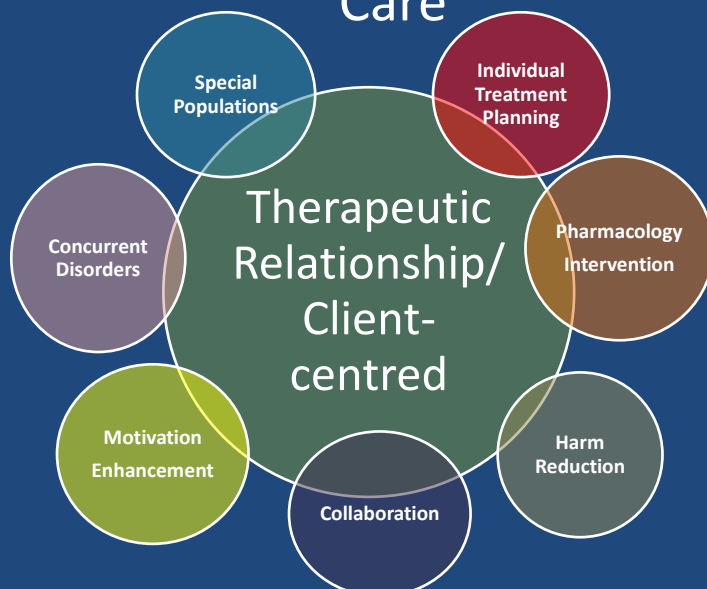 Care
Special
Populations
Individual
Treatment
Planning
Therapeutic
Relationship/
Client-
centred
Concurrent
Disorders
Pharmacology
Intervention
Motivation
Enhancement
Harm
Reduction
Collaboration